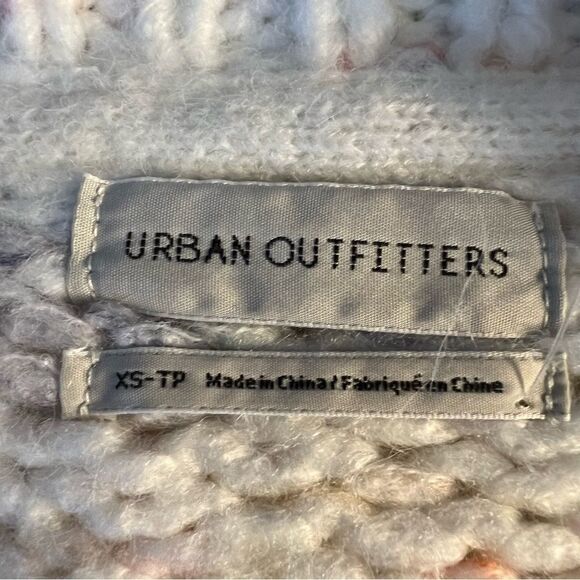 URBAN OUTFITTERS
XS-TP Made in China / Fabriqué en Chine